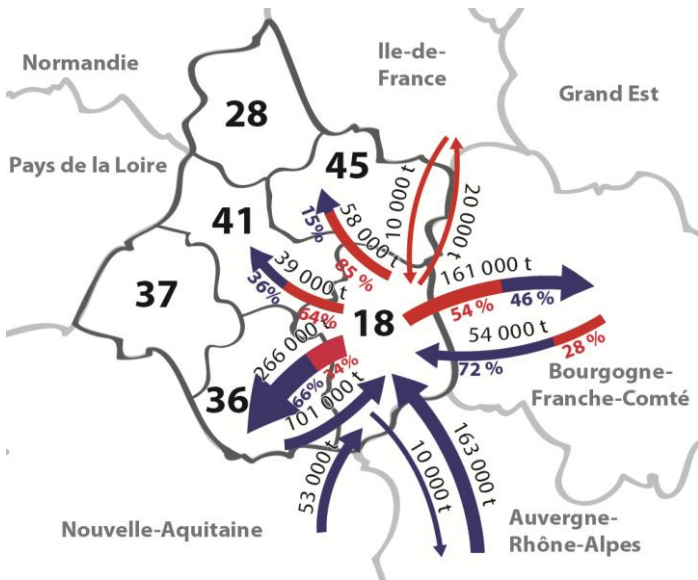 Normandie
Ile-de-
France
Grand Est
28
Pays de la Loire
45
41
10 000 t
20 000 t
58 000 t
15%
85 %
39 000 t
36%
64%
161 000 t
54 %
46 %
37
18
54 000 t
72 %
28 %
Bourgogne-
Franche-Comté
266 000 t
66%
34%
36
101 000 t
53 000 t
10 000 t
163 000 t
Nouvelle-Aquitaine
Auvergne-
Rhône-Alpes